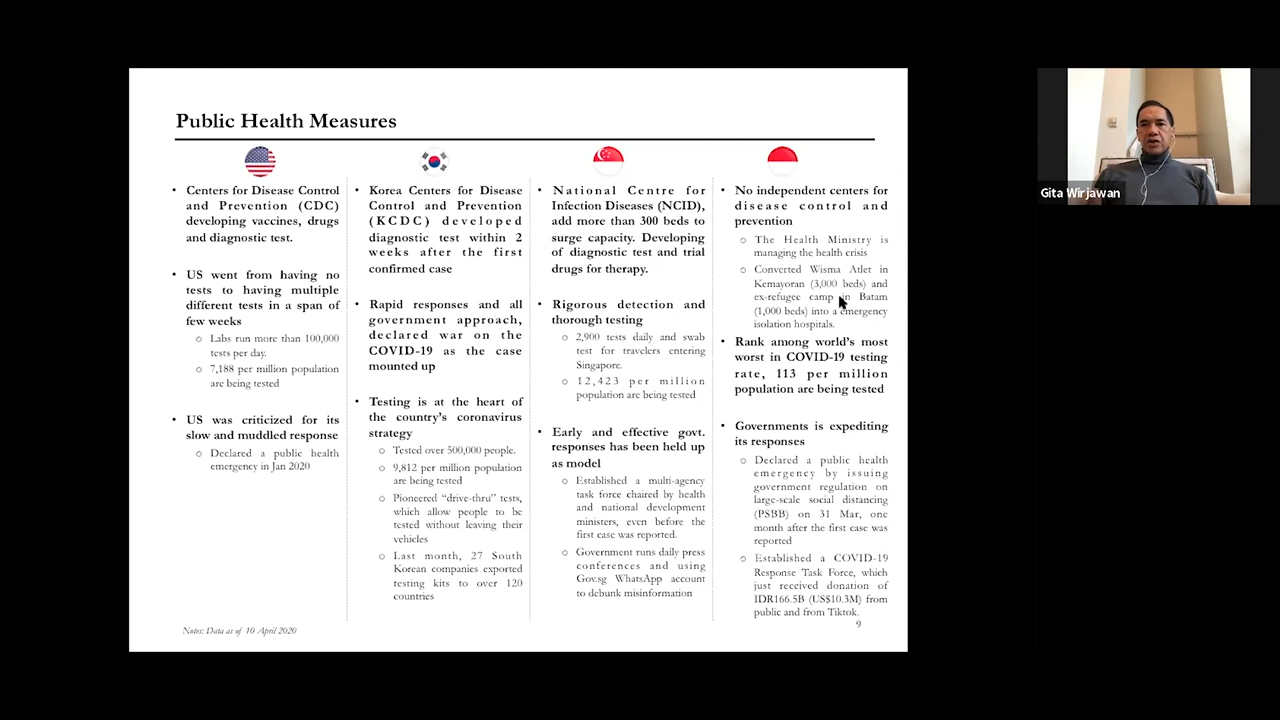 Public Health Measures
• Centers for Disease Control
and Prevention (CDC)
developing vaccines, drugs
and diagnostic test.
• US went from having no
tests to having multiple
different tests in a span of
few weeks
o Labs run more than 100,000
tests per day.
o 7,188 per million population
are being tested
• US was criticized for its
slow and muddled response
o Declared a public health
emergency in Jan 2020
• Korea Centers for Disease
Control and Prevention
(KCDC) developed
diagnostic test within 2
weeks after the first
confirmed case
• Rapid responses and all
government approach,
declared war on the
COVID-19 as the case
mounted up
• Testing is at the heart of
the country's coronavirus
strategy
o Tested over 500,000 people.
o 9,812 per million population
are being tested
o Pioneered “drive-thru” tests,
which allow people to be
tested without leaving their
vehicles
o Last month, 27 South
Korean companies exported
testing kits to over 120
countries
• National Centre for
Infection Diseases (NCID),
add more than 300 beds to
surge capacity. Developing
of diagnostic test and trial
drugs for therapy.
• Rigorous detection and
thorough testing
o 2,900 tests daily and swab
test for travelers entering
Singapore.
o 12,423 per million
population are being tested
• Early and effective govt.
responses has been held up
as model
o Established a multi-agency
task force chaired by health
and national development
ministers, even before the
first case was reported.
o Government runs daily press
conferences and using
Gov.sg WhatsApp account
to debunk misinformation
• No independent centers for
disease control and
prevention
o The Health Ministry is
managing the health crisis
o Converted Wisma Atlet in
Kemayoran (3,000 beds) and
ex-refugee camp in Batam
(1,000 beds) into a emergency
isolation hospitals.
• Rank among world's most
worst in COVID-19 testing
rate, 113 per million
population are being tested
• Governments is expediting
its responses
o Declared a public health
emergency by issuing
government regulation on
large-scale social distancing
(PSBB) on 31 Mar, one
month after the first case was
reported
o Established a COVID-19
Response Task Force, which
just received donation of
IDR166.5B (US$10.3M) from
public and from Tiktok.
Notes: Data as of 10 April 2020
9
Gita Wirjawan